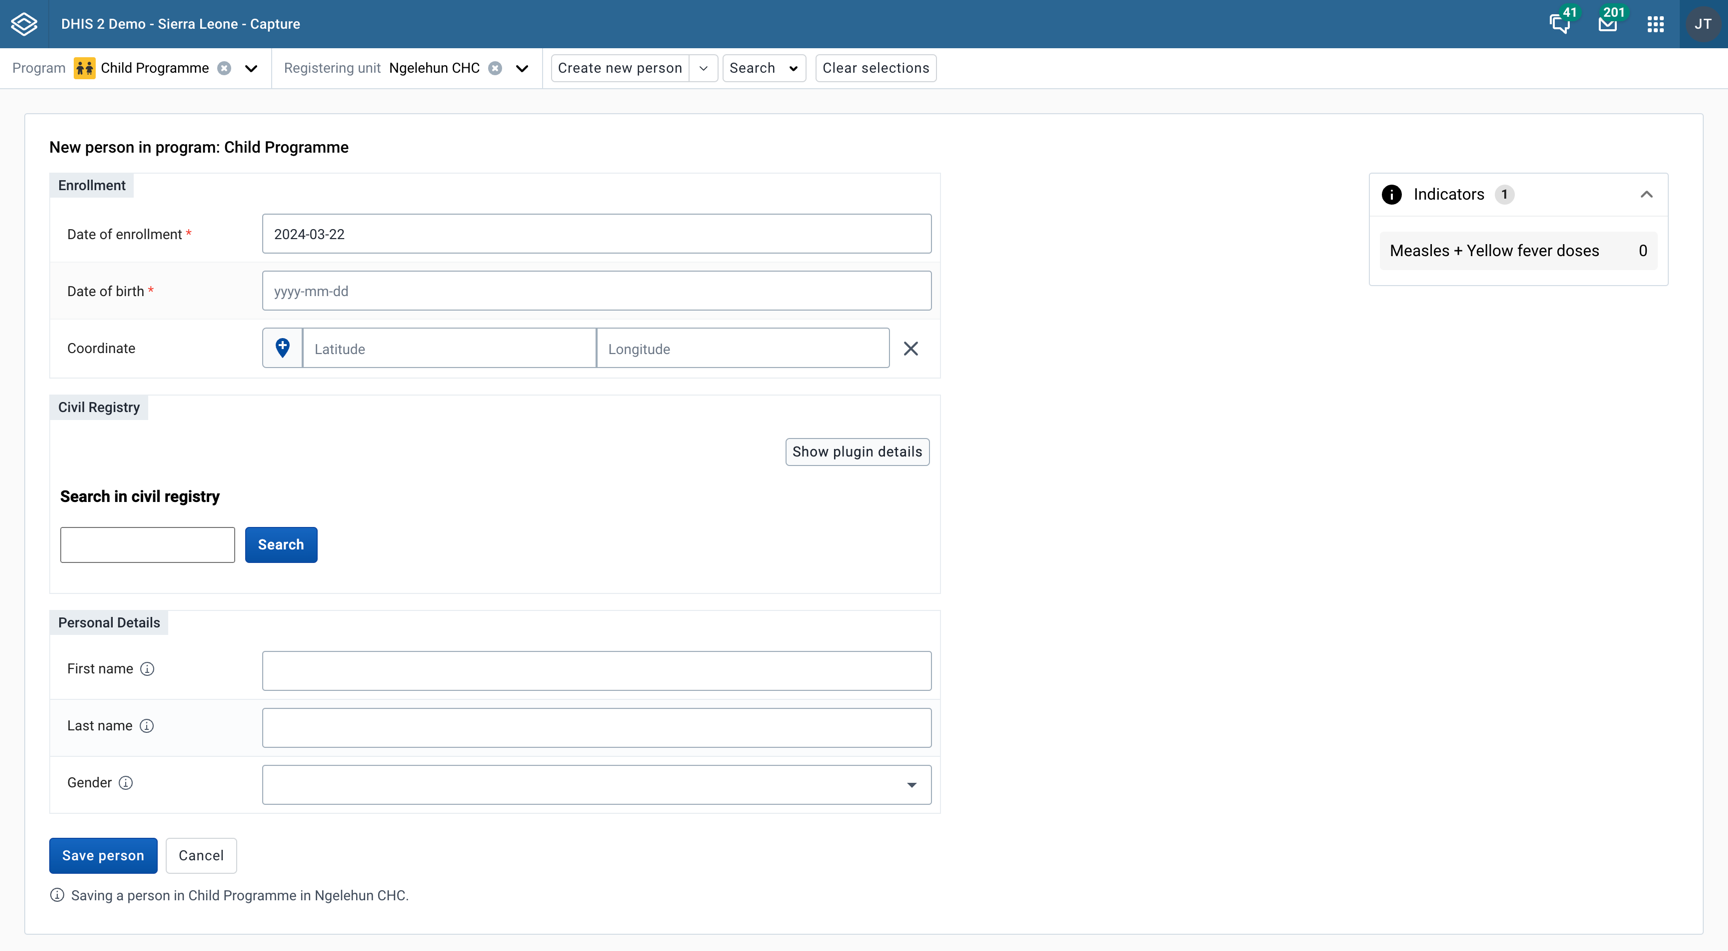 DHIS 2 Demo - Sierra Leone - Capture
41
201
JT
Program Child Programme
Registering unit Ngelehun CHC
Create new person
Search
Clear selections
New person in program: Child Programme
Enrollment
Date of enrollment *
2024-03-22
Date of birth *
yyyy-mm-dd
Coordinate
Latitude
Longitude
Civil Registry
Show plugin details
Search in civil registry
Search
Personal Details
First name
Last name
Gender
Save person
Cancel
Saving a person in Child Programme in Ngelehun CHC.
Indicators 1
Measles + Yellow fever doses 0